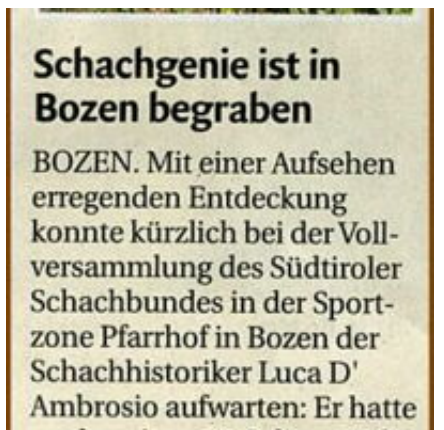 Schachgenie ist in
Bozen begraben
BOZEN. Mit einer Aufsehen
erregenden Entdeckung
konnte kürzlich bei der Voll-
versammlung des Südtiroler
Schachbundes in der Sport-
zone Pfarrhof in Bozen der
Schachhistoriker Luca D'
Ambrosio aufwarten: Er hatte